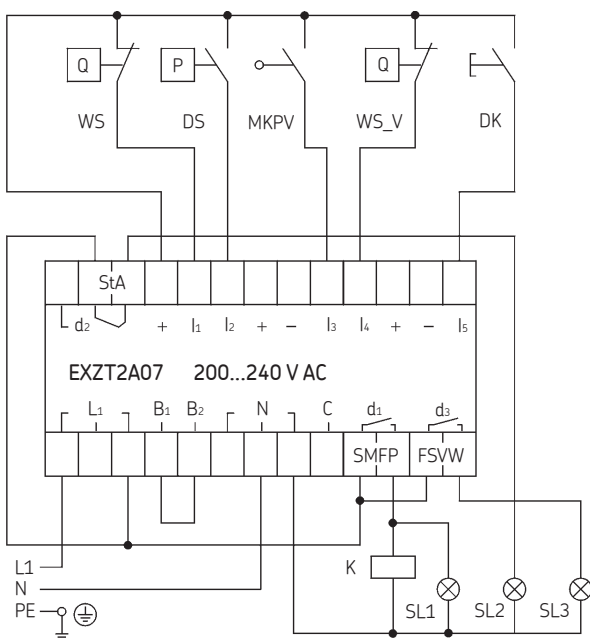 Q P Q
WS DS MKPV WS_V DK
StA
d2 + I1 I2 + – I3 I4 + – I5
EXZT2A07 200...240 V AC
L1 B1 B2 N C d1 d3
SMFP FSVW
L1
N
PE
K
SL1 SL2 SL3